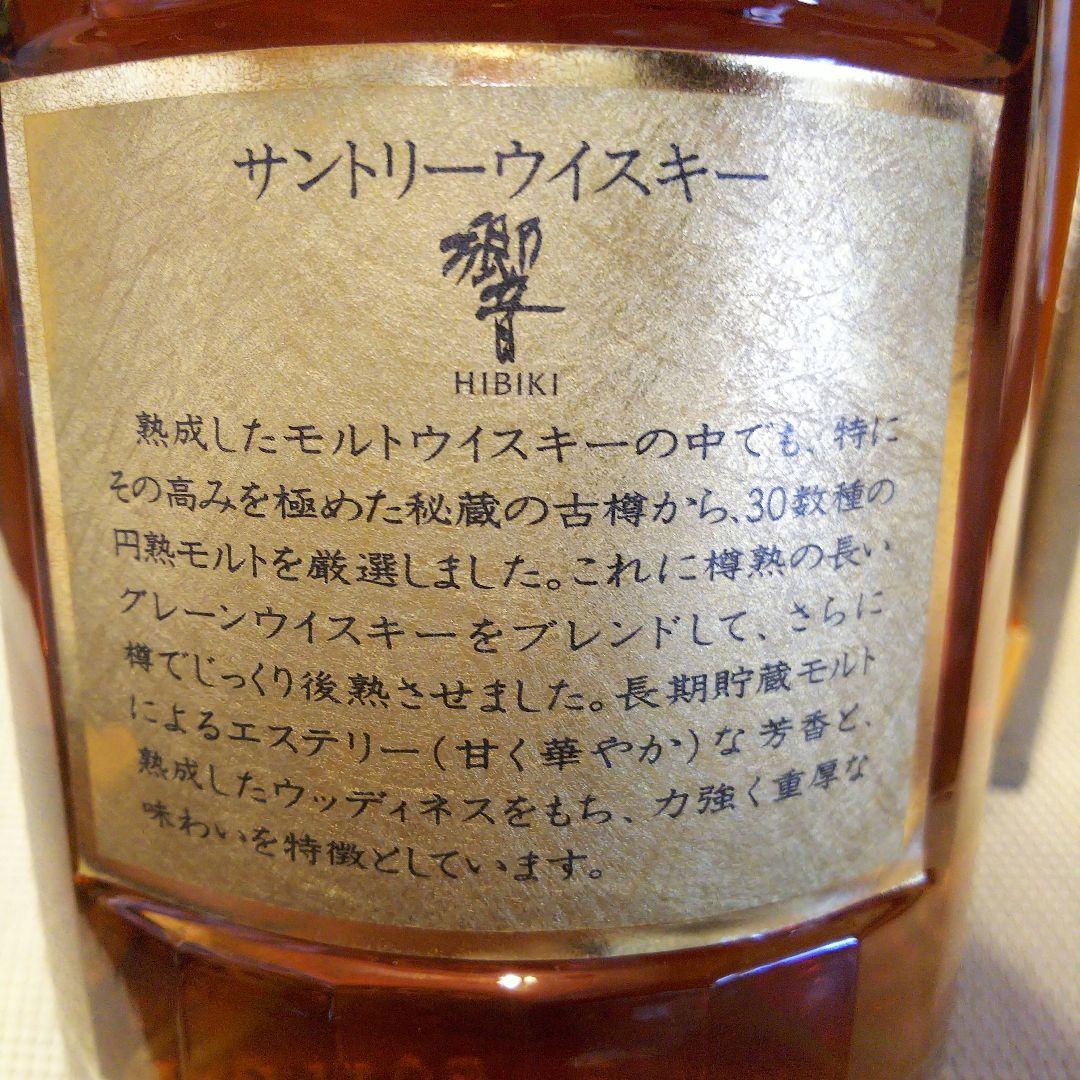 サントリーウイスキー
響
HIBIKI
熟成したモルトウイスキーの中でも、特に
その高みを極めた秘蔵の古樽から、30数種の
円熟モルトを厳選しました。これに樽熟の長い
グレーンウイスキーをブレンドして、さらに
樽でじっくり後熟させました。長期貯蔵モルト
によるエステリー(甘く華やか)な芳香と、
熟成したウッディネスをもち、力強く重厚な
味わいを特徴としています。